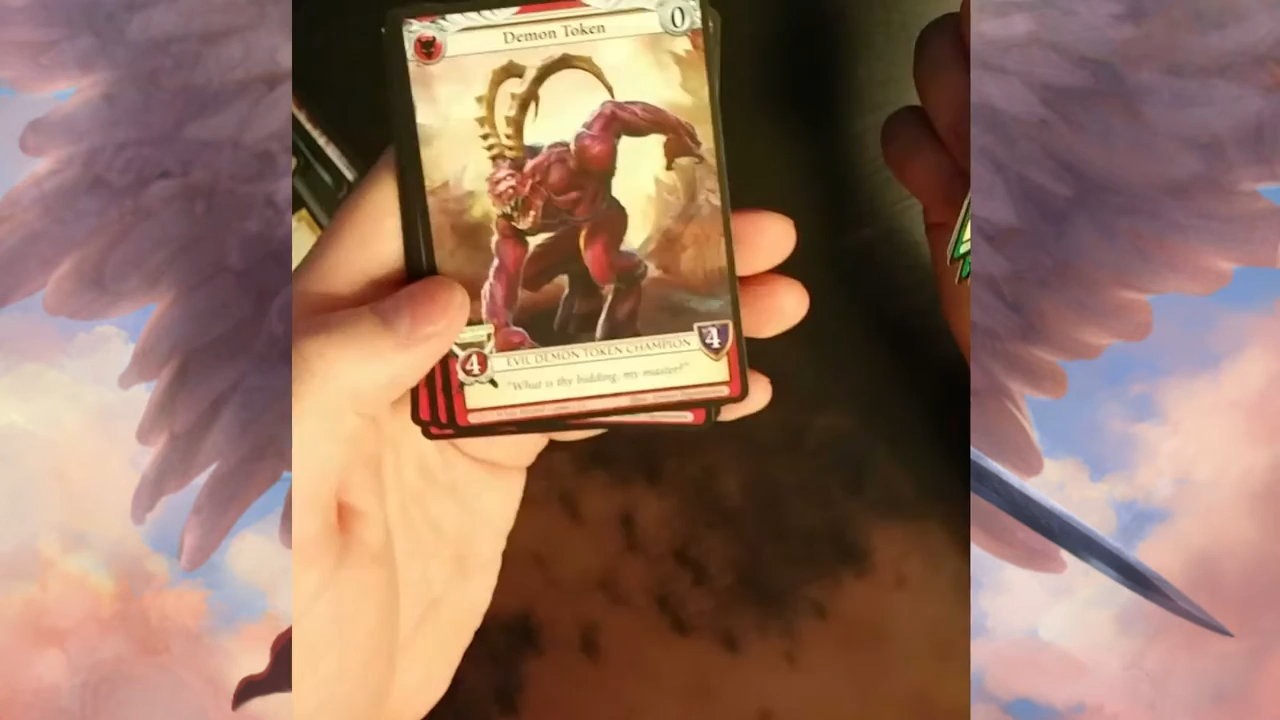 Demon Token
0
4
EVIL DEMON TOKEN CHAMPION
4
"What is thy bidding, my master?"